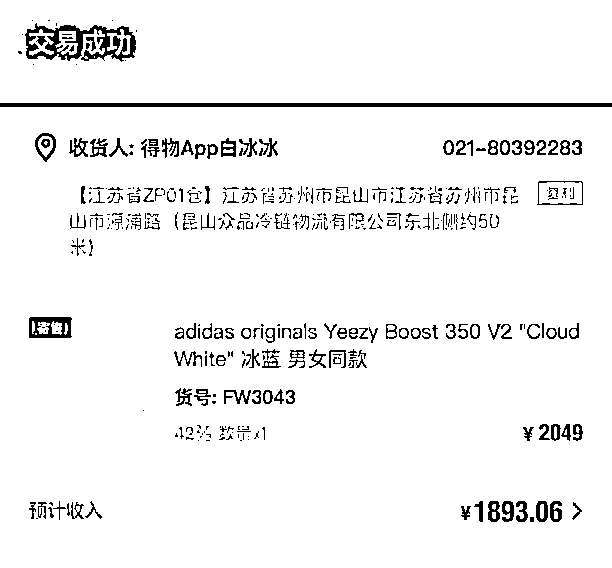 交易成功
收货人: 得物App白冰冰 021-80392283
【江苏省ZP01仓】江苏省苏州市昆山市江苏省苏州市昆 复制
山市源浦路（昆山众品冷链物流有限公司东北侧约50
米)
寄售
adidas originals Yeezy Boost 350 V2 "Cloud
White" 冰蓝 男女同款
货号: FW3043
42⅔ 数量x1 ¥ 2049
预计收入 ¥1893.06